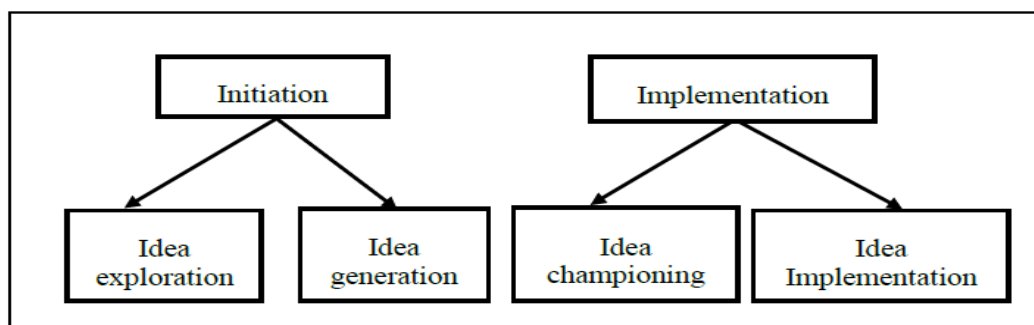 Initiation
Implementation
Idea
exploration
Idea
generation
Idea
championing
Idea
Implementation